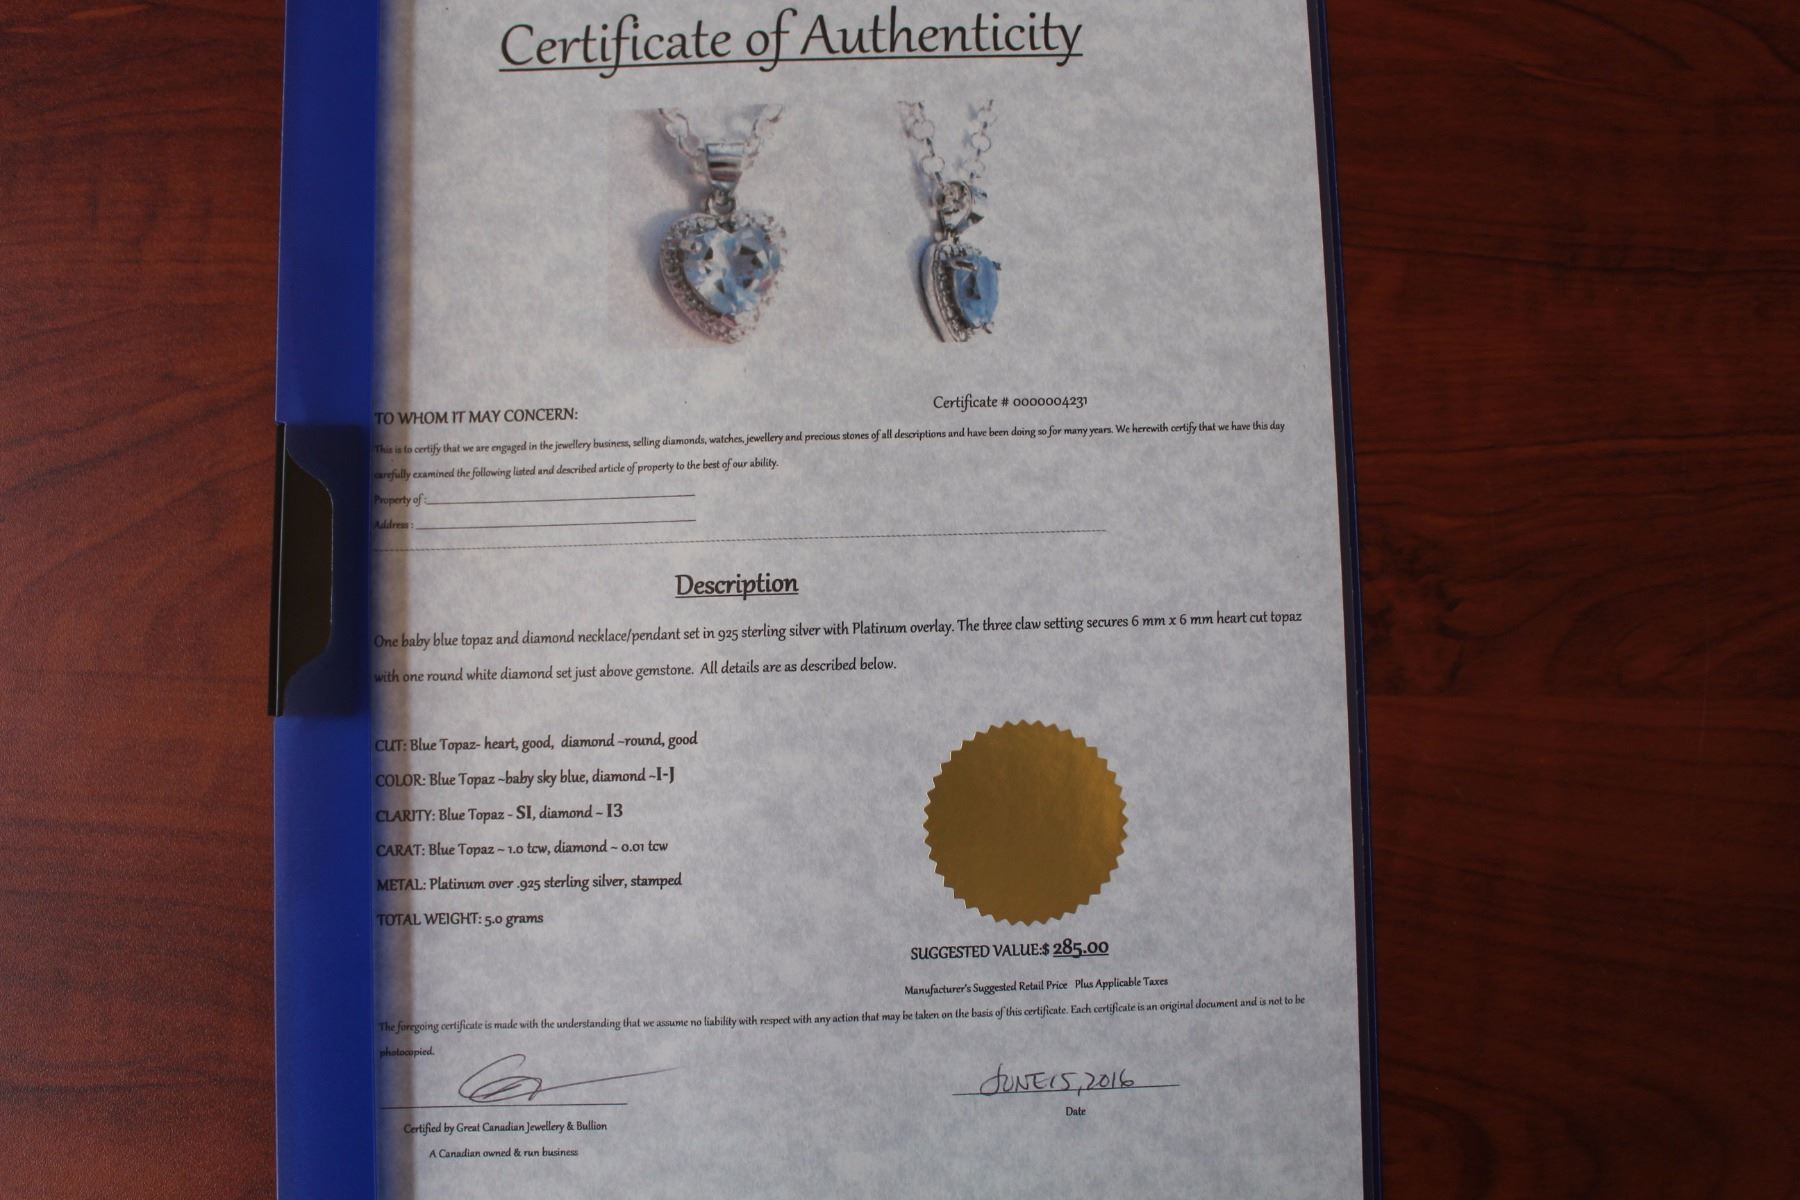 Certificate of Authenticity
Certificate # 0000004231
TO WHOM IT MAY CONCERN:
This is to certify that we are engaged in the jewellery business, selling diamonds, watches, jewellery and precious stones of all descriptions and have been doing so for many years. We herewith certify that we have this day
carefully examined the following listed and described article of property to the best of our ability.
Property of :
Address :
Description
One baby blue topaz and diamond necklace/pendant set in 925 sterling silver with Platinum overlay. The three claw setting secures 6 mm x 6 mm heart cut topaz
with one round white diamond set just above gemstone. All details are as described below.
CUT: Blue Topaz- heart, good, diamond ~round, good
COLOR: Blue Topaz ~baby sky blue, diamond ~I-J
CLARITY: Blue Topaz - SI, diamond ~ I3
CARAT: Blue Topaz ~ 1.0 tcw, diamond ~ 0.01 tcw
METAL: Platinum over .925 sterling silver, stamped
TOTAL WEIGHT: 5.0 grams
SUGGESTED VALUE:$ 285.00
Manufacturer's Suggested Retail Price Plus Applicable Taxes
The foregoing certificate is made with the understanding that we assume no liability with respect with any action that may be taken on the basis of this certificate. Each certificate is an original document and is not to be
photocopied.
JUNE 15, 2016
Date
Certified by Great Canadian Jewellery & Bullion
A Canadian owned & run business